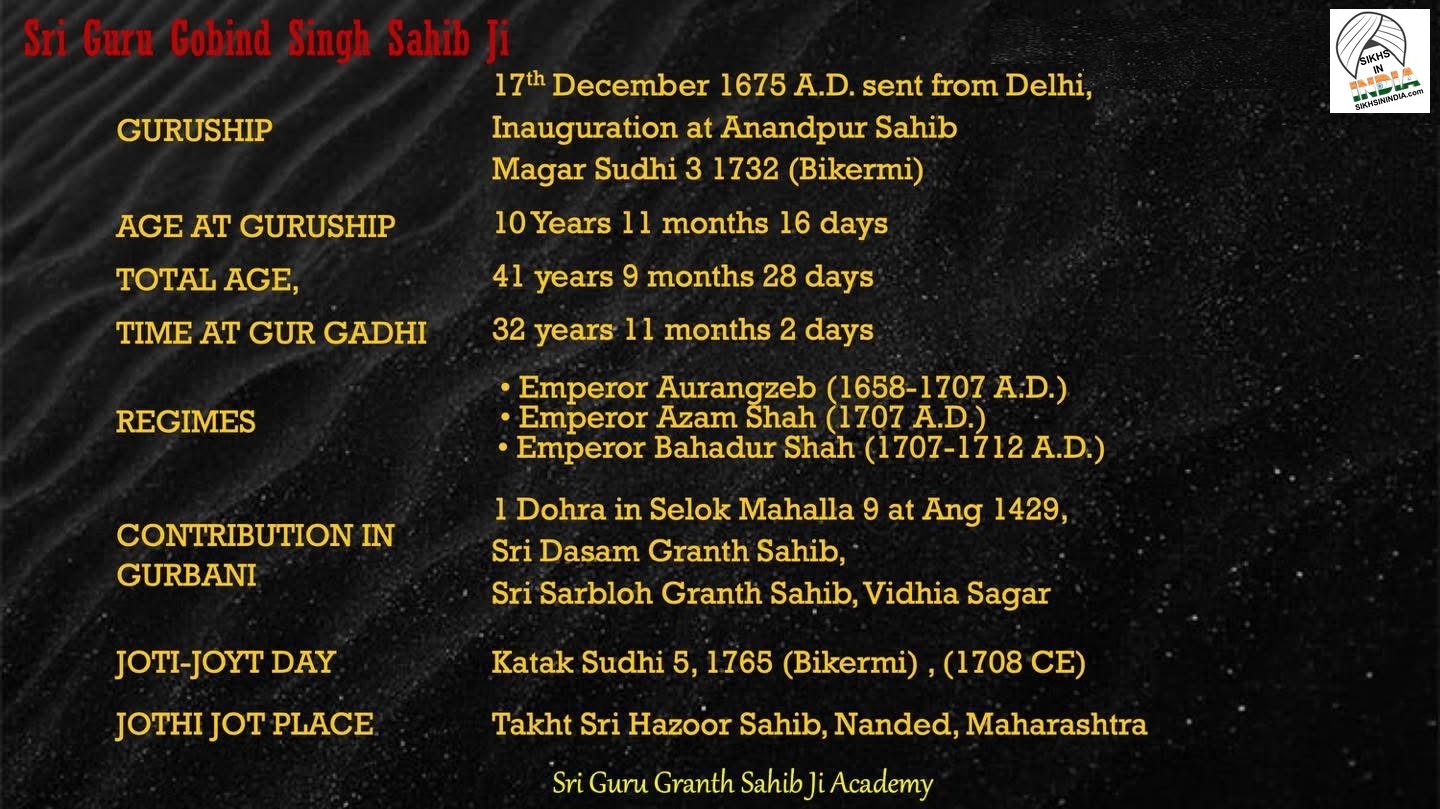 Sri Guru Gobind Singh Sahib Ji
SIKHS
IN
INDIA
SIKHSININDIA.com
GURUSHIP
17th December 1675 A.D. sent from Delhi,
Inauguration at Anandpur Sahib
Magar Sudhi 3 1732 (Bikermi)
AGE AT GURUSHIP
10 Years 11 months 16 days
TOTAL AGE,
41 years 9 months 28 days
TIME AT GUR GADHI
32 years 11 months 2 days
REGIMES
• Emperor Aurangzeb (1658-1707 A.D.)
• Emperor Azam Shah (1707 A.D.)
• Emperor Bahadur Shah (1707-1712 A.D.)
CONTRIBUTION IN
GURBANI
1 Dohra in Selok Mahalla 9 at Ang 1429,
Sri Dasam Granth Sahib,
Sri Sarbloh Granth Sahib, Vidhia Sagar
JOTI-JOYT DAY
Katak Sudhi 5, 1765 (Bikermi) , (1708 CE)
JOTHI JOT PLACE
Takht Sri Hazoor Sahib, Nanded, Maharashtra
Sri Guru Granth Sahib Ji Academy